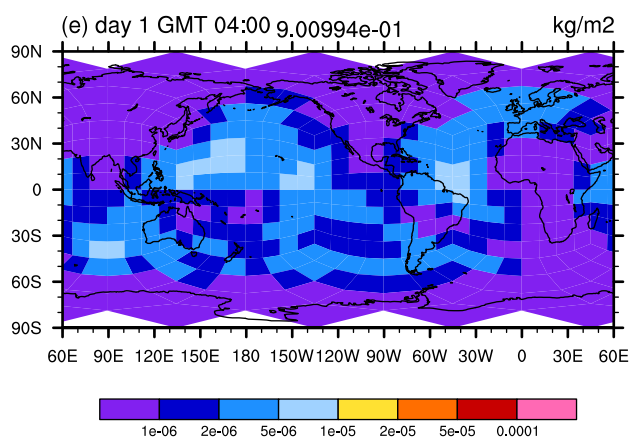 (e) day 1 GMT 04:00 9.00994e-01 kg/m2
90N
60N
30N
0
30S
60S
90S
60E 90E 120E 150E 180 150W 120W 90W 60W 30W 0 30E 60E
1e-06 2e-06 5e-06 1e-05 2e-05 5e-05 0.0001